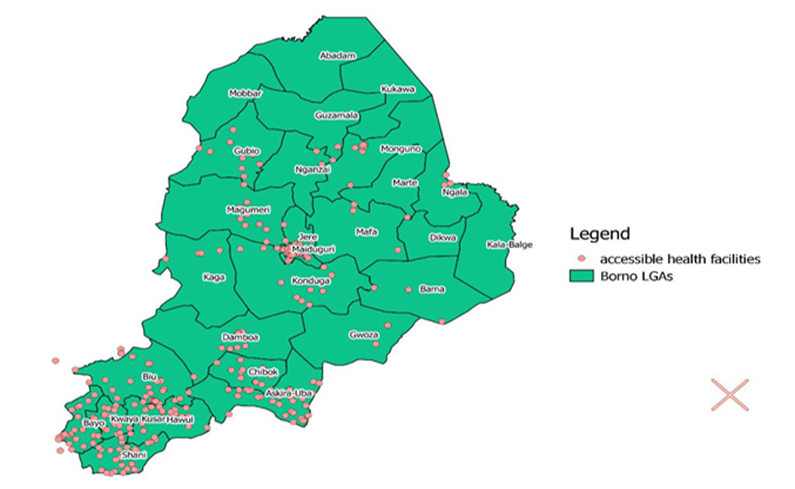 Abadam
Kukawa
Mobbar
Guzamala
Gubio
Monguno
Nganzai
Marte
Ngala
Magumeri
Mafa
Jere
Dikwa
Kala-Balge
Maiduguri
Kaga
Konduga
Bama
Damboa
Gwoza
Chibok
Biu
Askira-Uba
Bayo
Kwaya Kusar
Hawul
Shani
Legend
accessible health facilities
Borno LGAs